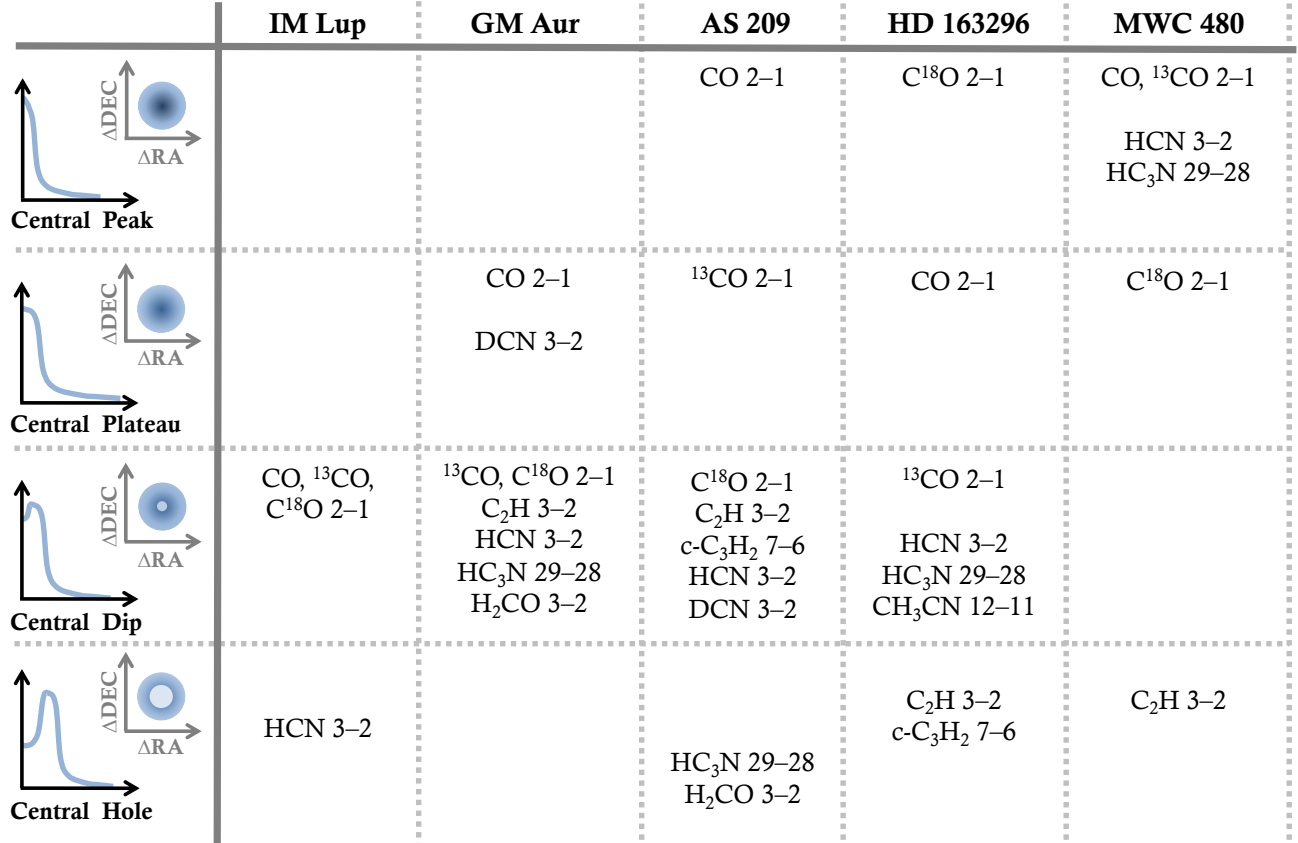 IM Lup GM Aur AS 209 HD 163296 MWC 480
ΔDEC
ΔRA
Central Peak
CO 2–1 C¹⁸O 2–1 CO, ¹³CO 2–1
HCN 3–2
HC₃N 29–28
ΔDEC
ΔRA
Central Plateau
CO 2–1 ¹³CO 2–1 CO 2–1 C¹⁸O 2–1
DCN 3–2
ΔDEC
ΔRA
Central Dip
CO, ¹³CO,
C¹⁸O 2–1
¹³CO, C¹⁸O 2–1
C₂H 3–2
HCN 3–2
HC₃N 29–28
H₂CO 3–2
C¹⁸O 2–1
C₂H 3–2
c-C₃H₂ 7–6
HCN 3–2
DCN 3–2
¹³CO 2–1
HCN 3–2
HC₃N 29–28
CH₃CN 12–11
ΔDEC
ΔRA
Central Hole
HCN 3–2
HC₃N 29–28
H₂CO 3–2
C₂H 3–2
c-C₃H₂ 7–6
C₂H 3–2